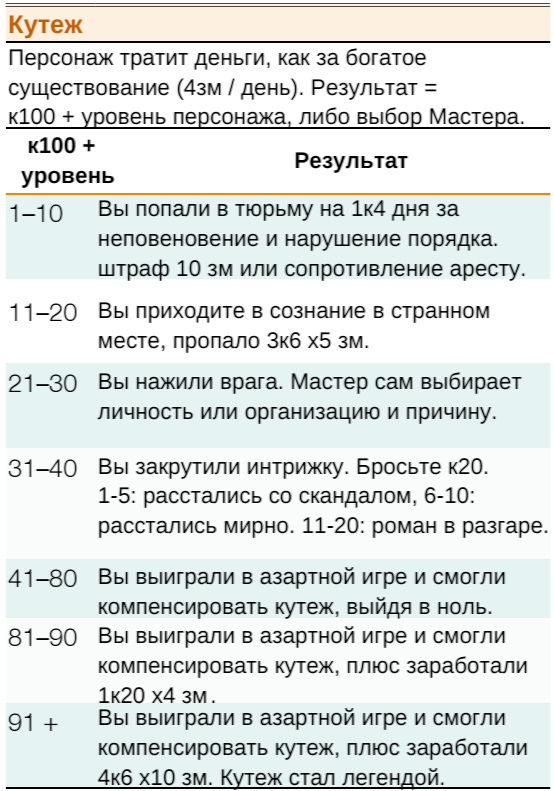 Кутеж
Персонаж тратит деньги, как за богатое
существование (4зм / день). Результат =
к100 + уровень персонажа, либо выбор Мастера.
к100 +
уровень
Результат
1–10
Вы попали в тюрьму на 1к4 дня за
неповеновение и нарушение порядка.
штраф 10 зм или сопротивление аресту.
11–20
Вы приходите в сознание в странном
месте, пропало 3к6 х5 зм.
21–30
Вы нажили врага. Мастер сам выбирает
личность или организацию и причину.
31–40
Вы закрутили интрижку. Бросьте к20.
1-5: расстались со скандалом, 6-10:
расстались мирно. 11-20: роман в разгаре.
41–80
Вы выиграли в азартной игре и смогли
компенсировать кутеж, выйдя в ноль.
81–90
Вы выиграли в азартной игре и смогли
компенсировать кутеж, плюс заработали
1к20 х4 зм.
91 +
Вы выиграли в азартной игре и смогли
компенсировать кутеж, плюс заработали
4к6 х10 зм. Кутеж стал легендой.